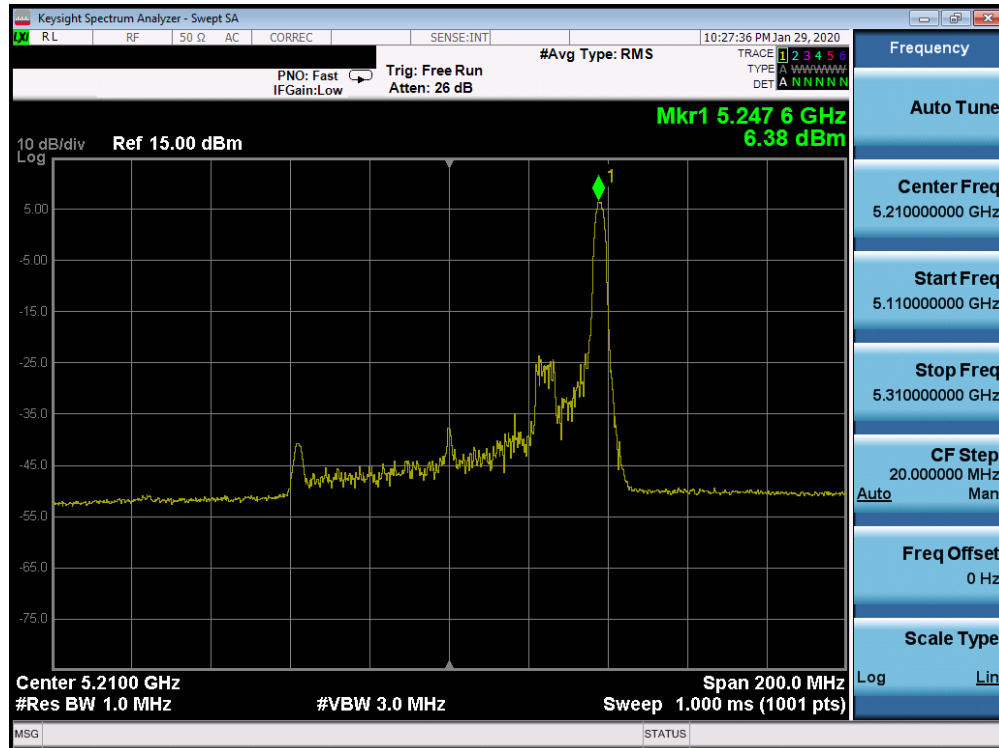 Keysight Spectrum Analyzer - Swept SA
LXI RL RF 50 Ω AC CORREC SENSE:INT 10:27:36 PM Jan 29, 2020
#Avg Type: RMS
TRACE 1 2 3 4 5 6
TYPE A WWWWW
DET A N N N N N
PNO: Fast Trig: Free Run
IFGain:Low Atten: 26 dB
Mkr1 5.247 6 GHz
6.38 dBm
10 dB/div Ref 15.00 dBm
Log
1
5.00
-5.00
-15.0
-25.0
-35.0
-45.0
-55.0
-65.0
-75.0
Center 5.2100 GHz Span 200.0 MHz
#Res BW 1.0 MHz #VBW 3.0 MHz Sweep 1.000 ms (1001 pts)
MSG STATUS
Frequency
Auto Tune
Center Freq
5.210000000 GHz
Start Freq
5.110000000 GHz
Stop Freq
5.310000000 GHz
CF Step
20.000000 MHz
Auto Man
Freq Offset
0 Hz
Scale Type
Log Lin